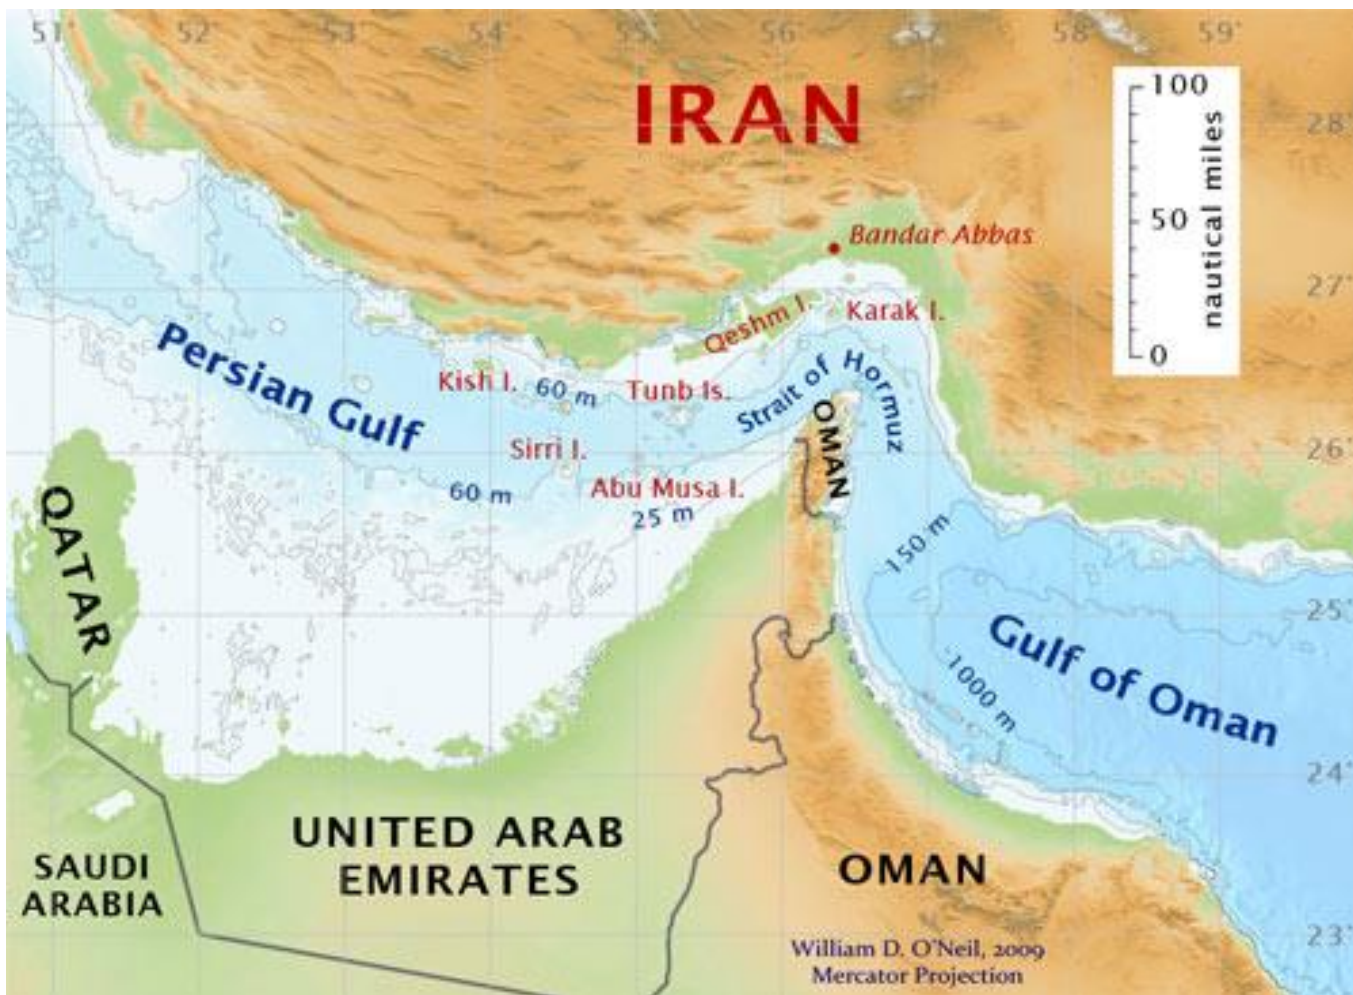 51°
52°
53°
54°
55°
56°
57°
58°
59°
IRAN
100
50
0
nautical miles
28°
Bandar Abbas
27°
Qeshm I.
Karak I.
Persian Gulf
Kish I.
60 m
Tunb Is.
Strait of Hormuz
OMAN
26°
Sirri I.
60 m
Abu Musa I.
25 m
QATAR
150 m
25°
Gulf of Oman
1000 m
24°
UNITED ARAB
EMIRATES
SAUDI
ARABIA
OMAN
23°
William D. O'Neil, 2009
Mercator Projection